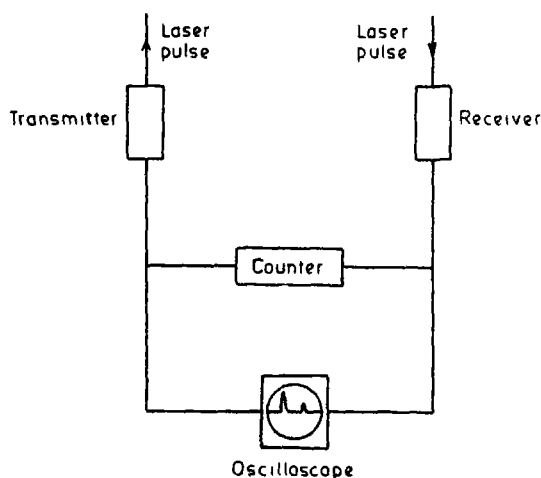 Laser
pulse
Laser
pulse
Transmitter
Receiver
Counter
Oscilloscope